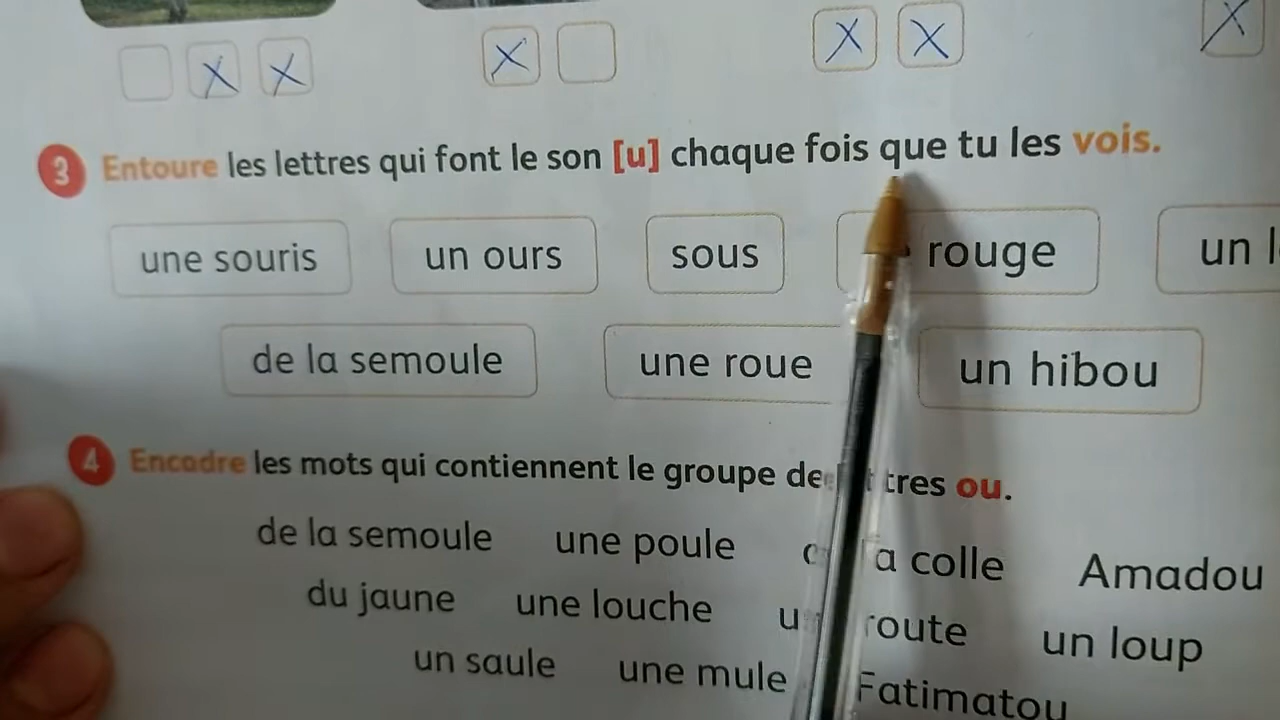 3 Entoure les lettres qui font le son [u] chaque fois que tu les vois.
une souris un ours sous rouge un
de la semoule une roue un hibou
4 Encadre les mots qui contiennent le groupe de ou.
de la semoule une poule colle Amadou
du jaune une louche route un loup
un saule une mule Fatimatou